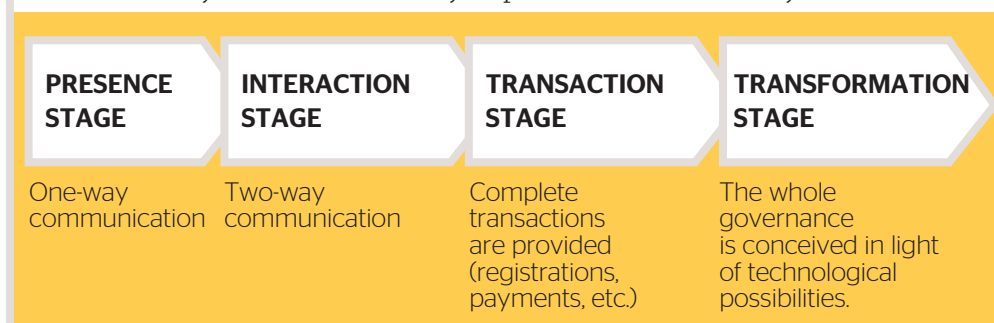 PRESENCE
STAGE
INTERACTION
STAGE
TRANSACTION
STAGE
TRANSFORMATION
STAGE
One-way
communication
Two-way
communication
Complete
transactions
are provided
(registrations,
payments, etc.)
The whole
governance
is conceived in light
of technological
possibilities.